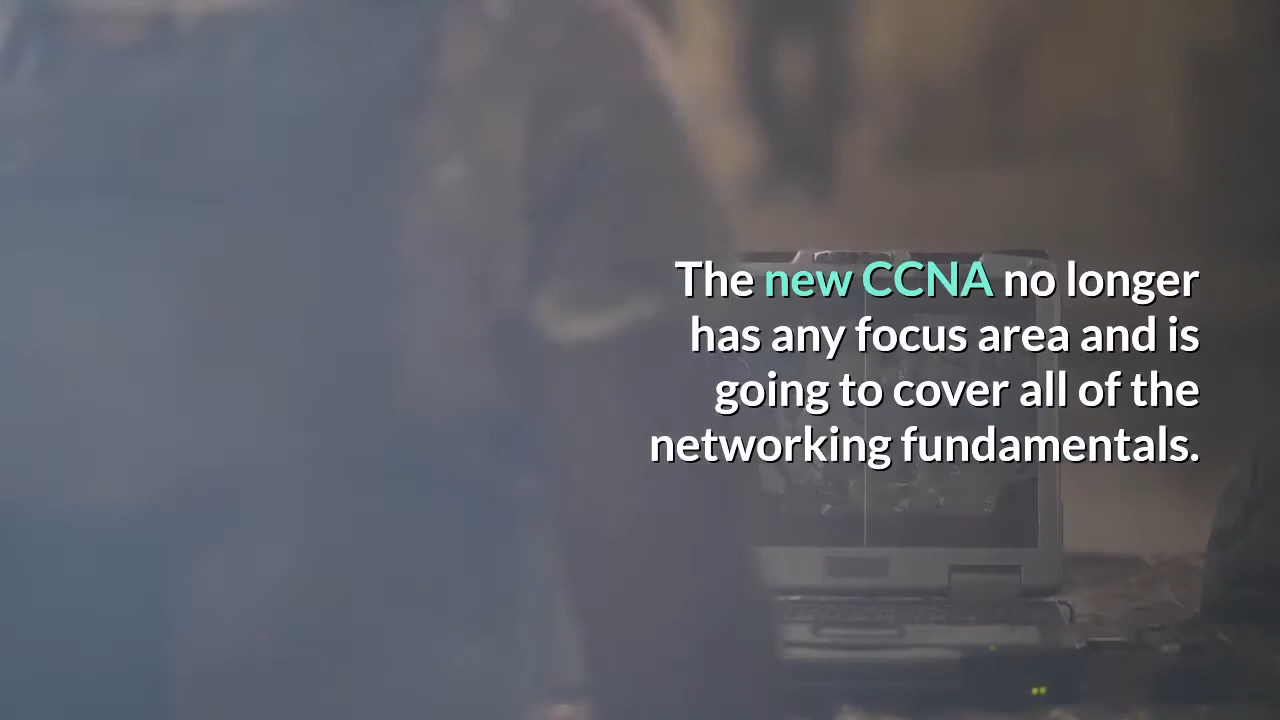 The new CCNA no longer
has any focus area and is
going to cover all of the
networking fundamentals.